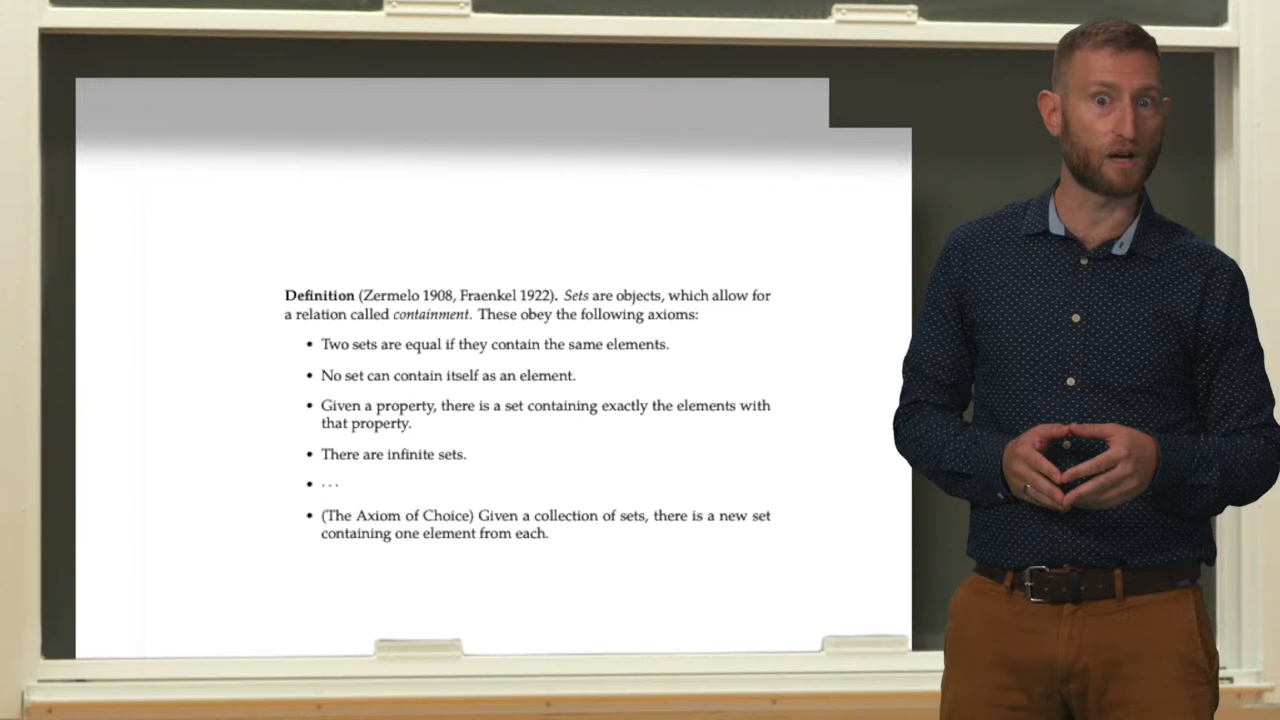 Definition (Zermelo 1908, Fraenkel 1922). Sets are objects, which allow for
a relation called containment. These obey the following axioms:
• Two sets are equal if they contain the same elements.
• No set can contain itself as an element.
• Given a property, there is a set containing exactly the elements with
that property.
• There are infinite sets.
• ...
• (The Axiom of Choice) Given a collection of sets, there is a new set
containing one element from each.